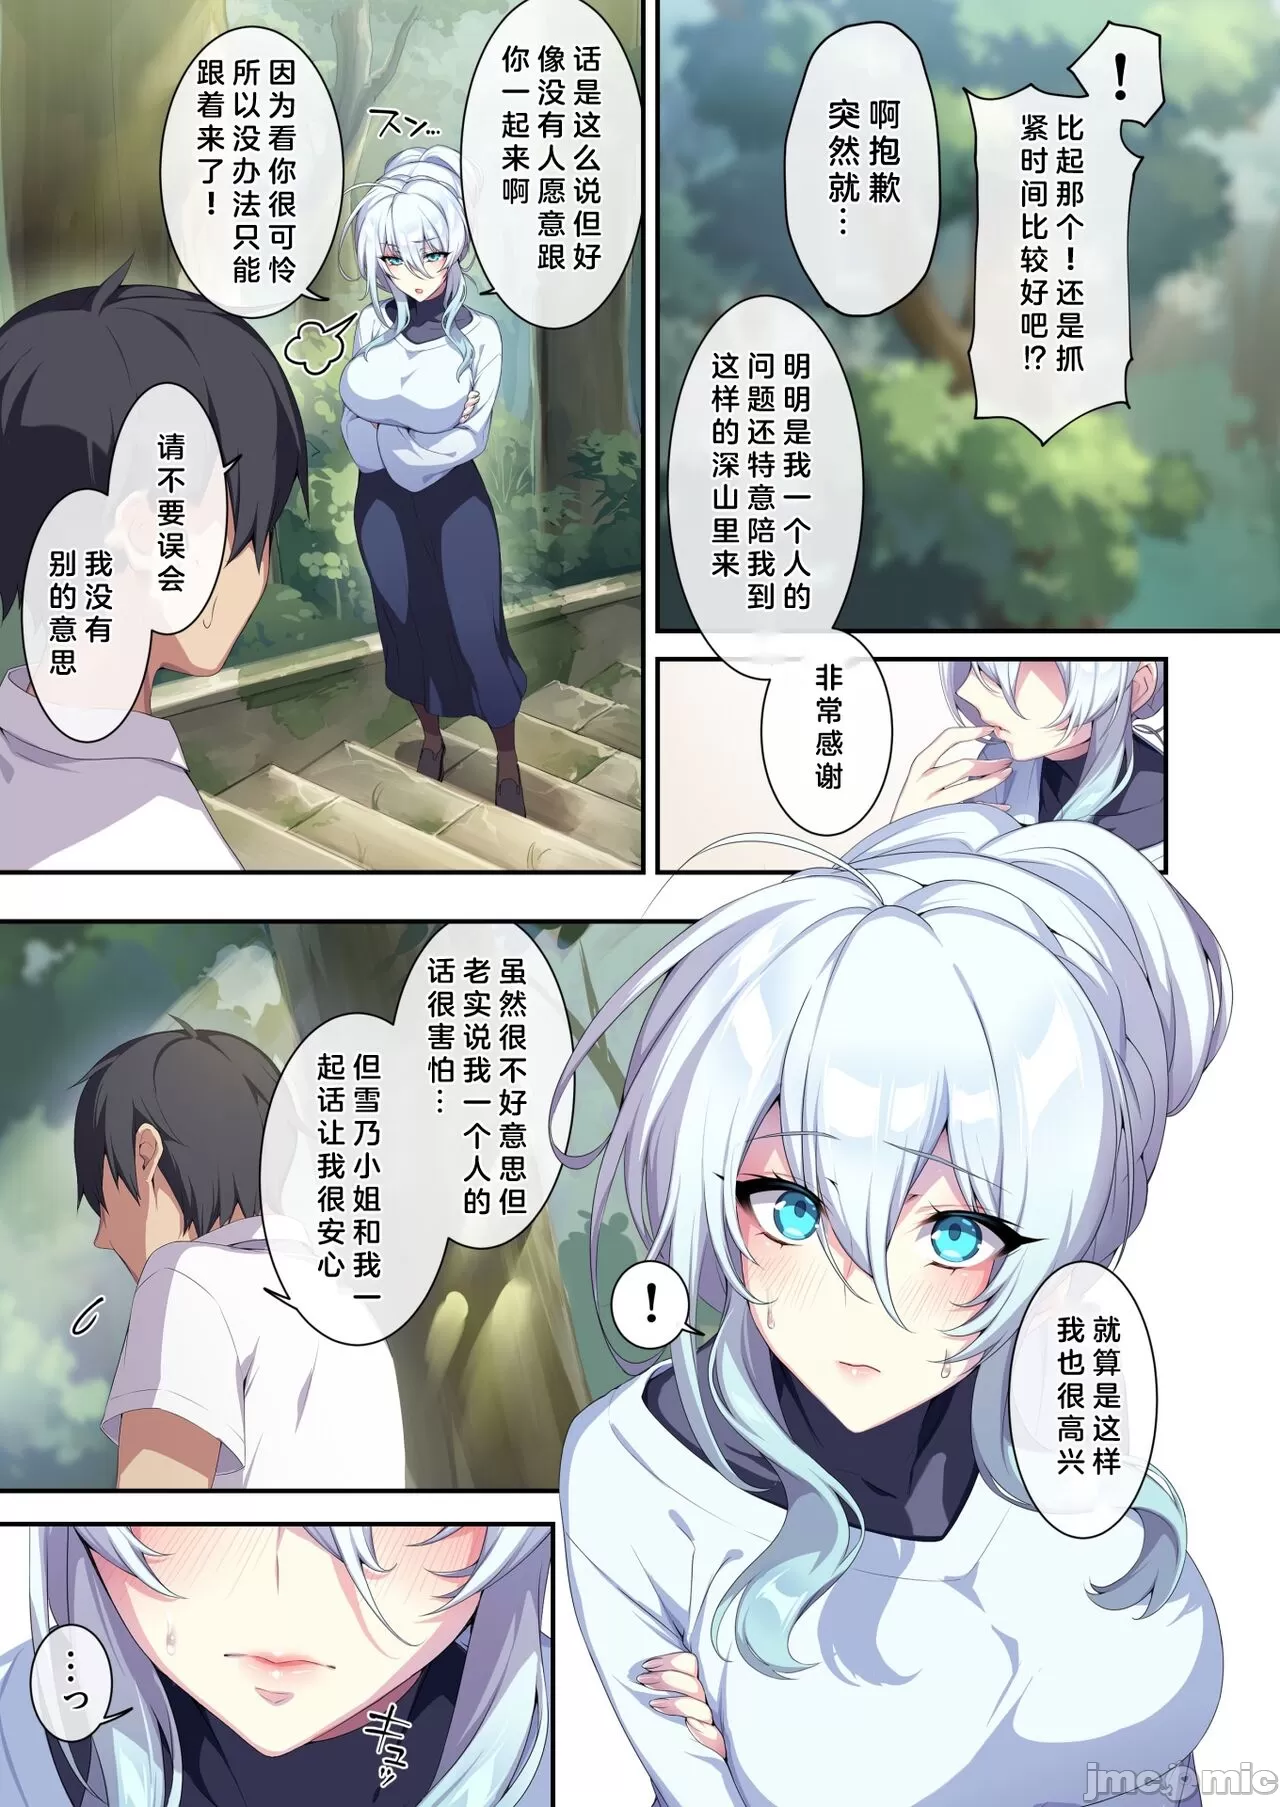 ！
比起那个！还是抓
紧时间比较好吧!?
啊抱歉
突然就…
明明是我一个人的
问题还特意陪我到
这样的深山里来
非常感谢
话是这么说但好
像没有人愿意跟
你一起来啊
スン…
因为看你很可怜
所以没办法只能
跟着来了！
请不要误会
我没有
别的意思
虽然很不好意思但
老实说我一个人的
话很害怕…
但雪乃小姐和我一
起话让我很安心
！
就算是这样
我也很高兴
…っ
キュッ
jmcomic